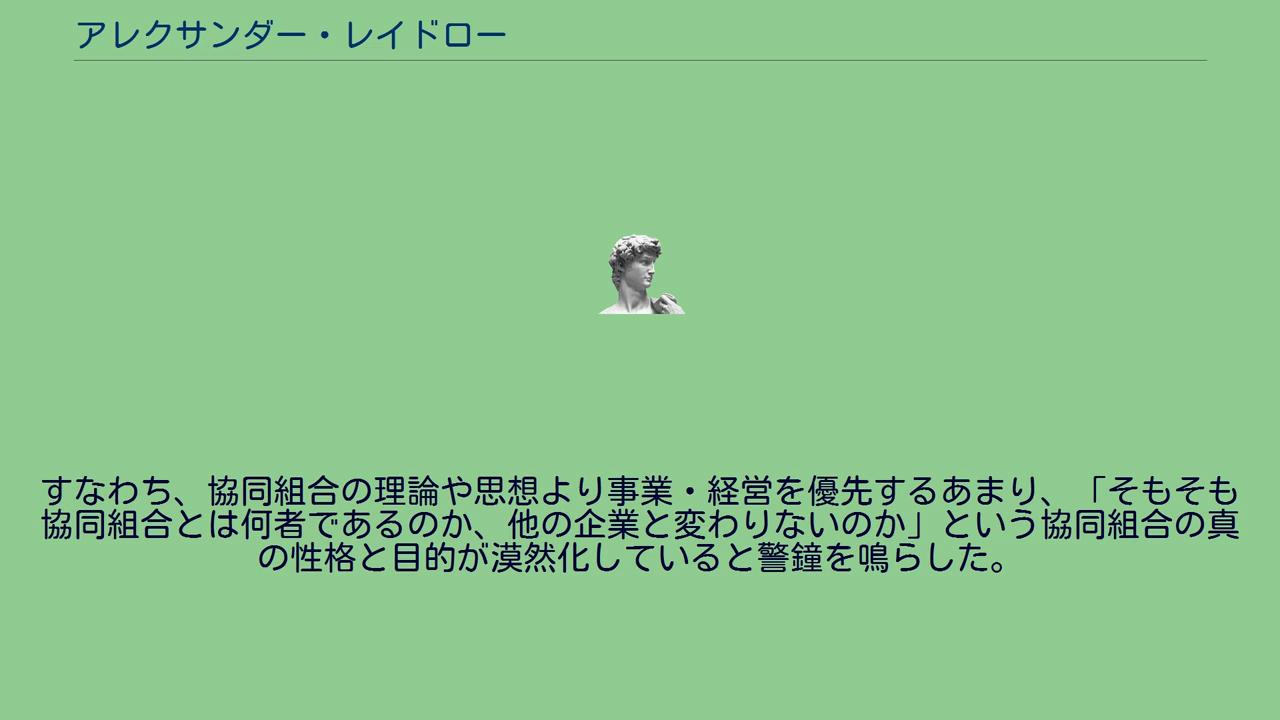 アレクサンダー・レイドロー
すなわち、協同組合の理論や思想より事業・経営を優先するあまり、「そもそも
協同組合とは何者であるのか、他の企業と変わりないのか」という協同組合の真
の性格と目的が漠然化していると警鐘を鳴らした。